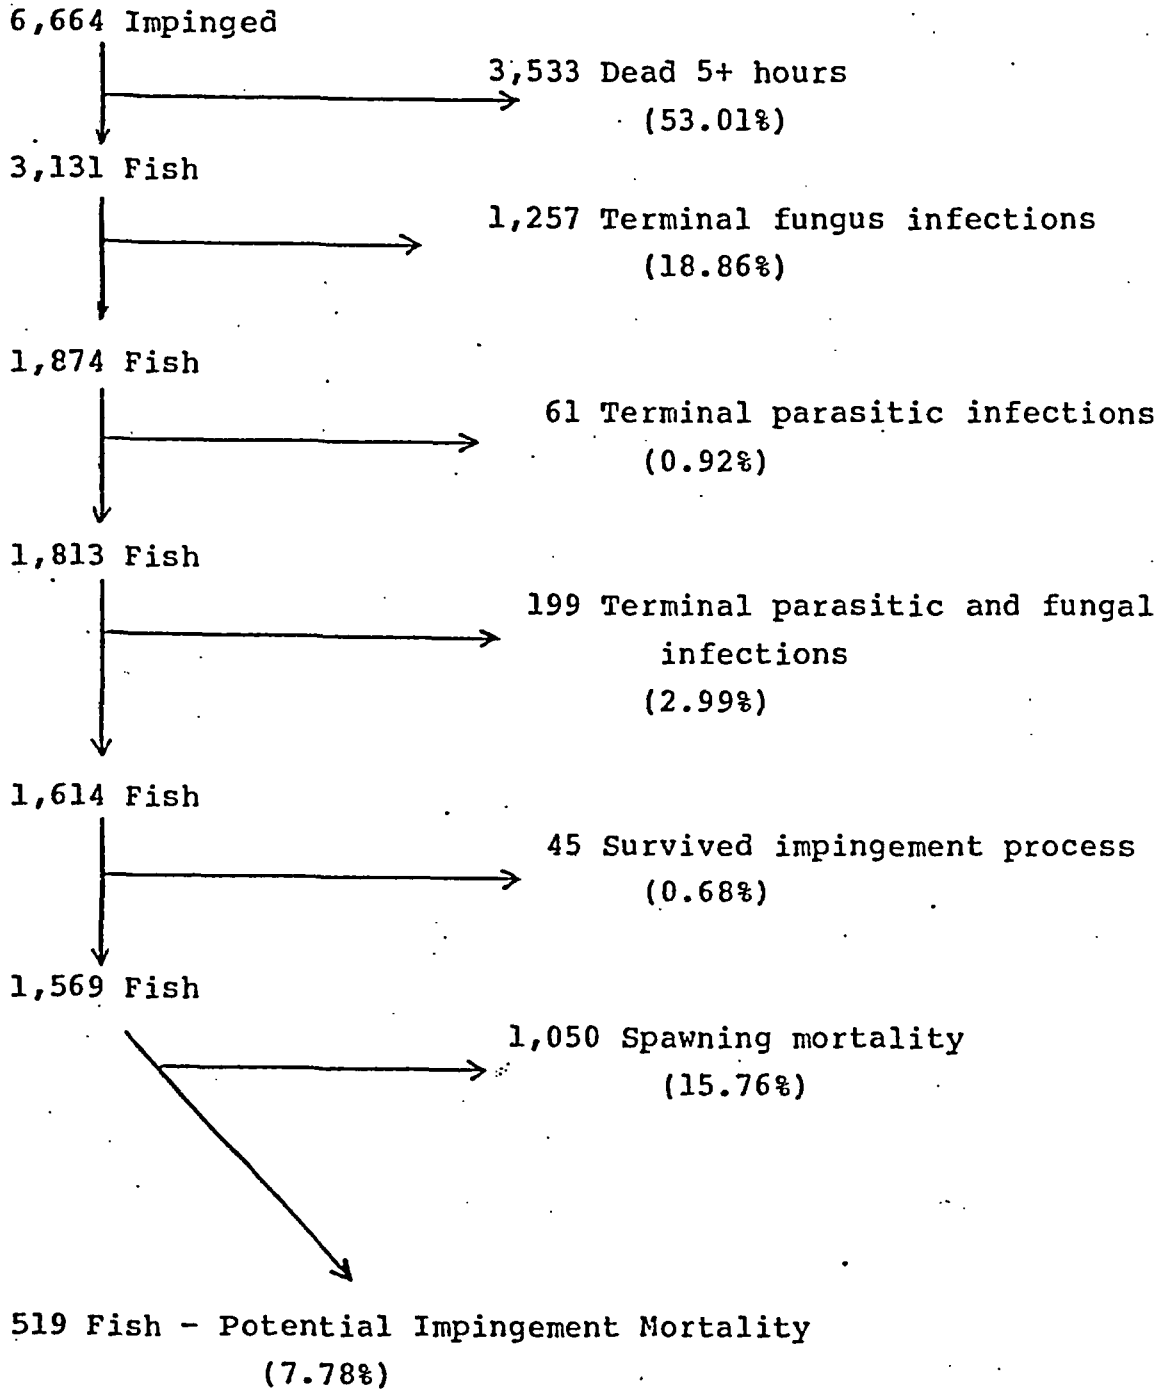 6,664 Impinged
3,533 Dead 5+ hours
(53.01%)
3,131 Fish
1,257 Terminal fungus infections
(18.86%)
1,874 Fish
61 Terminal parasitic infections
(0.92%)
1,813 Fish
199 Terminal parasitic and fungal
infections
(2.99%)
1,614 Fish
45 Survived impingement process
(0.68%)
1,569 Fish
1,050 Spawning mortality
(15.76%)
519 Fish - Potential Impingement Mortality
(7.78%)